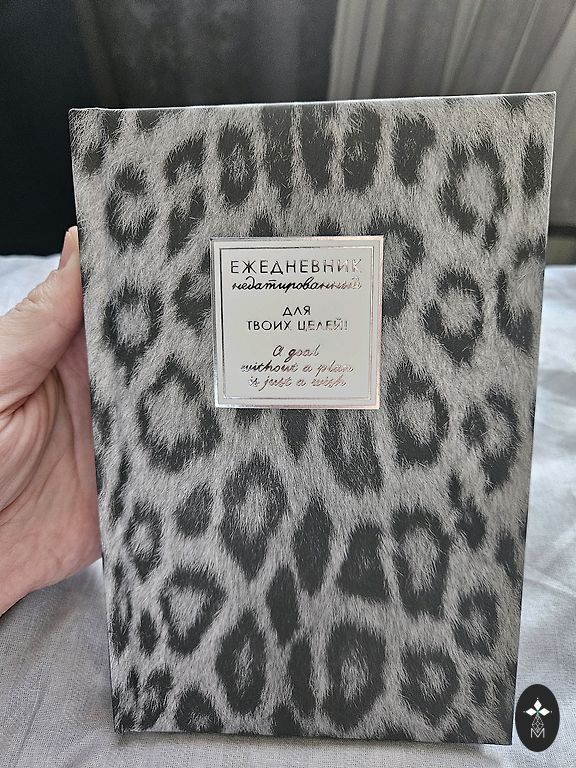 ЕЖЕДНЕВНИК
недатированный
ДЛЯ
ТВОИХ ЦЕЛЕЙ!
A goal
without a plan
is just a wish
M